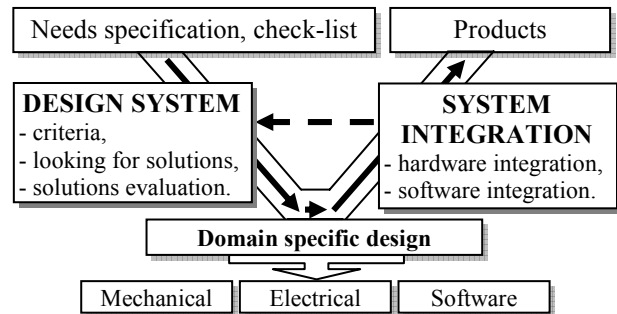 Needs specification, check-list
Products
DESIGN SYSTEM
- criteria,
- looking for solutions,
- solutions evaluation.
SYSTEM
INTEGRATION
- hardware integration,
- software integration.
Domain specific design
Mechanical
Electrical
Software